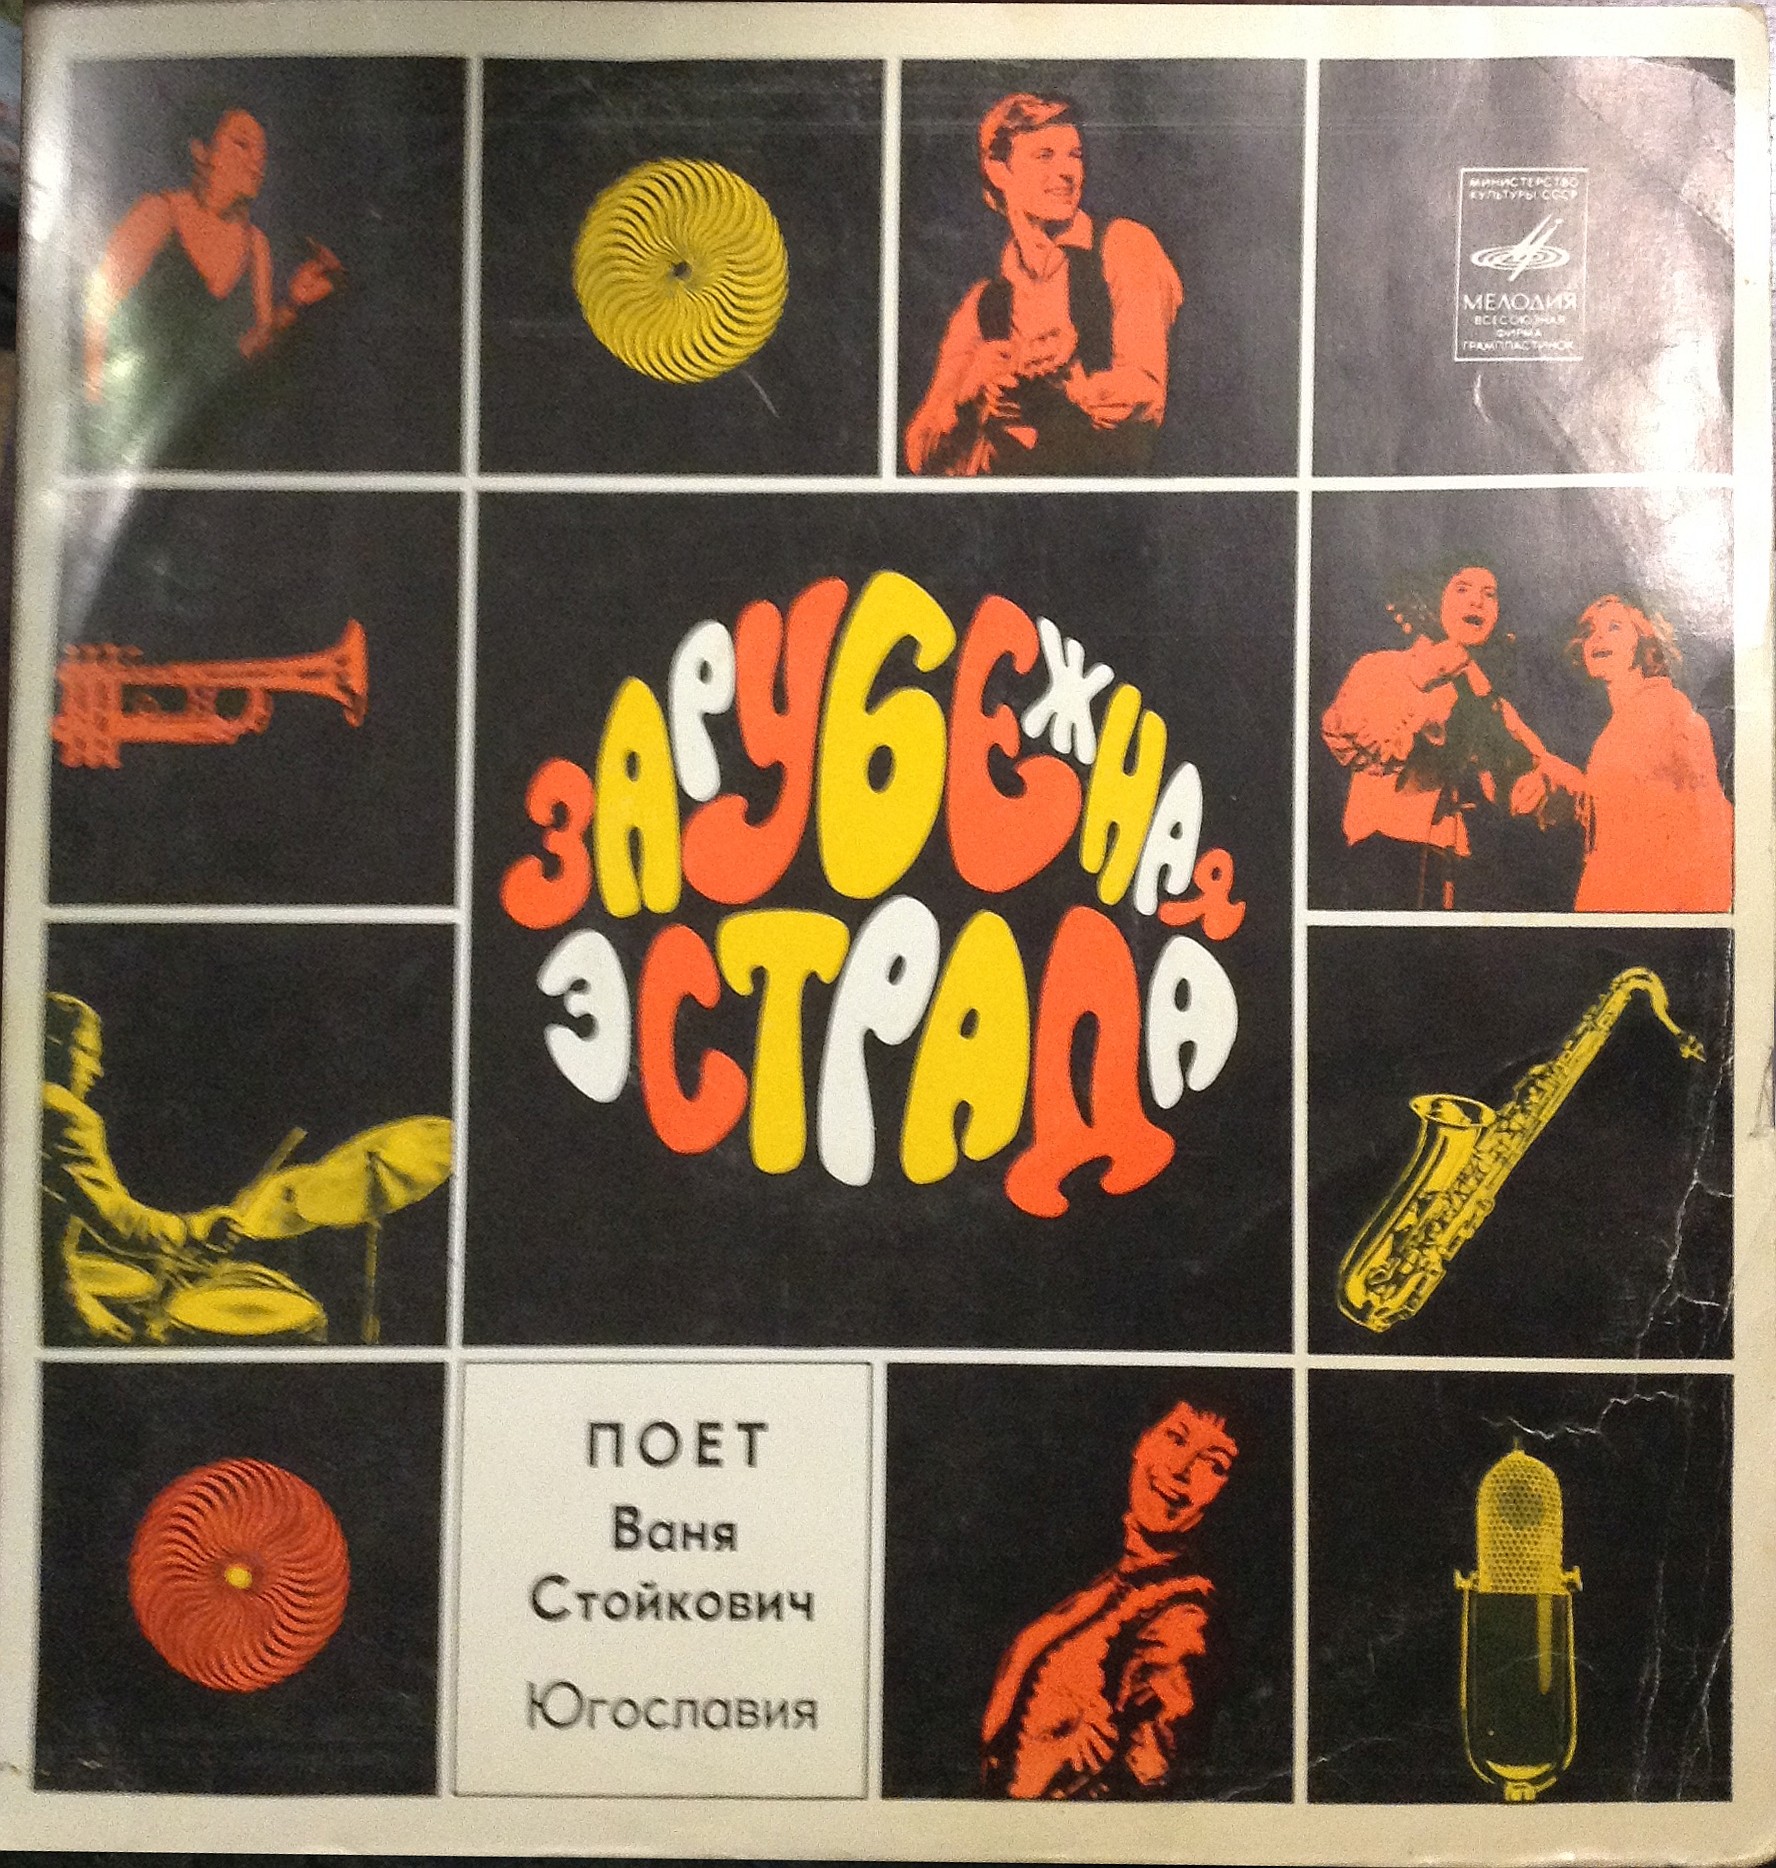 МИНИСТЕРСТВО
КУЛЬТУРЫ СССР
МЕЛОДИЯ
ВСЕСОЮЗНАЯ
ФИРМА
ГРАМПЛАСТИНОК
ЗАРУБЕЖНАЯ
ЭСТРАДА
ПОЕТ
Ваня
Стойкович
Югославия